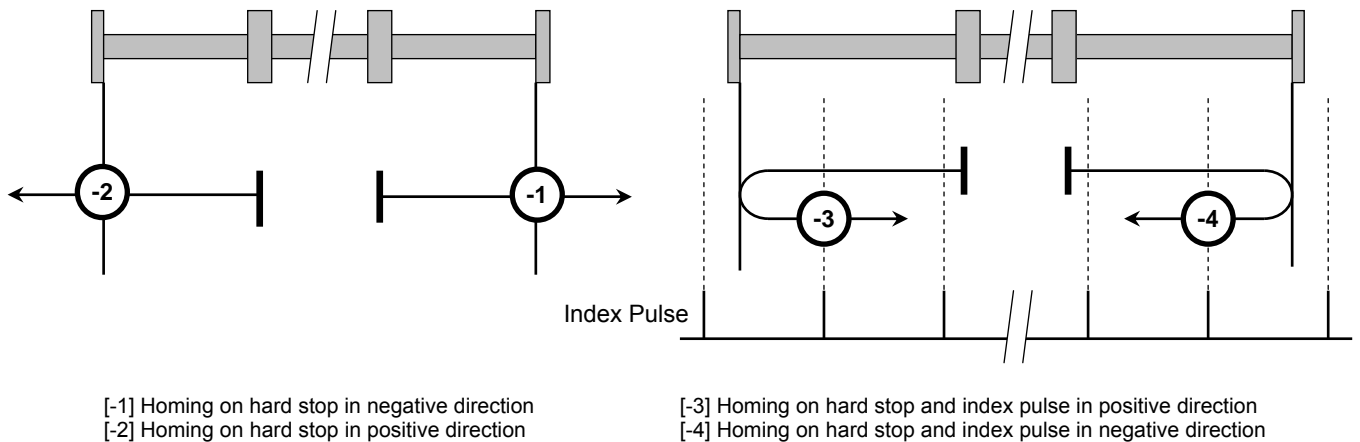 -2
-1
-3
-4
Index Pulse
[-1] Homing on hard stop in negative direction
[-2] Homing on hard stop in positive direction
[-3] Homing on hard stop and index pulse in positive direction
[-4] Homing on hard stop and index pulse in negative direction